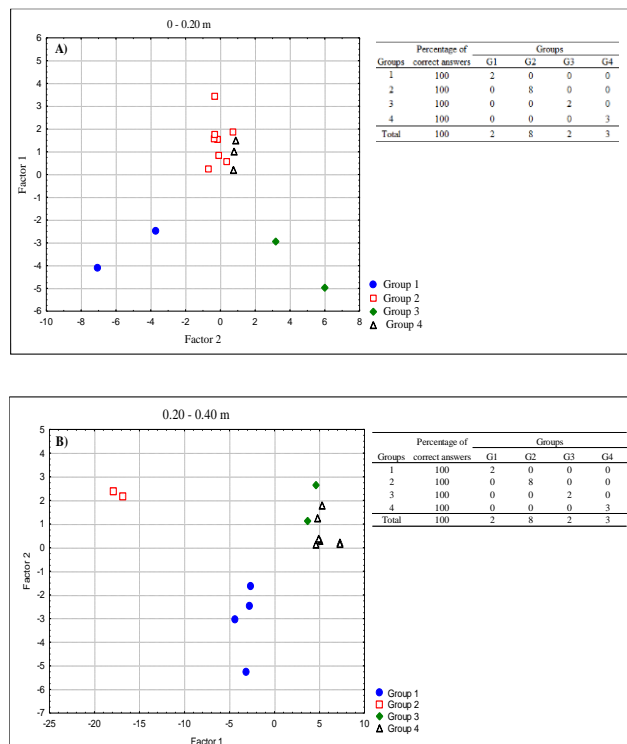 0 - 0.20 m
A)
6
5
4
3
2
1
0
-1
-2
-3
-4
-5
-6
Factor 1
-10 -8 -6 -4 -2 0 2 4 6 8
Factor 2
Group 1
Group 2
Group 3
Group 4
Percentage of Groups
Groups correct answers G1 G2 G3 G4
1 100 2 0 0 0
2 100 0 8 0 0
3 100 0 0 2 0
4 100 0 0 0 3
Total 100 2 8 2 3
0.20 - 0.40 m
B)
5
4
3
2
1
0
-1
-2
-3
-4
-5
-6
-7
Factor 2
-25 -20 -15 -10 -5 0 5 10
Factor 1
Group 1
Group 2
Group 3
Group 4
Percentage of Groups
Groups correct answers G1 G2 G3 G4
1 100 2 0 0 0
2 100 0 8 0 0
3 100 0 0 2 0
4 100 0 0 0 3
Total 100 2 8 2 3